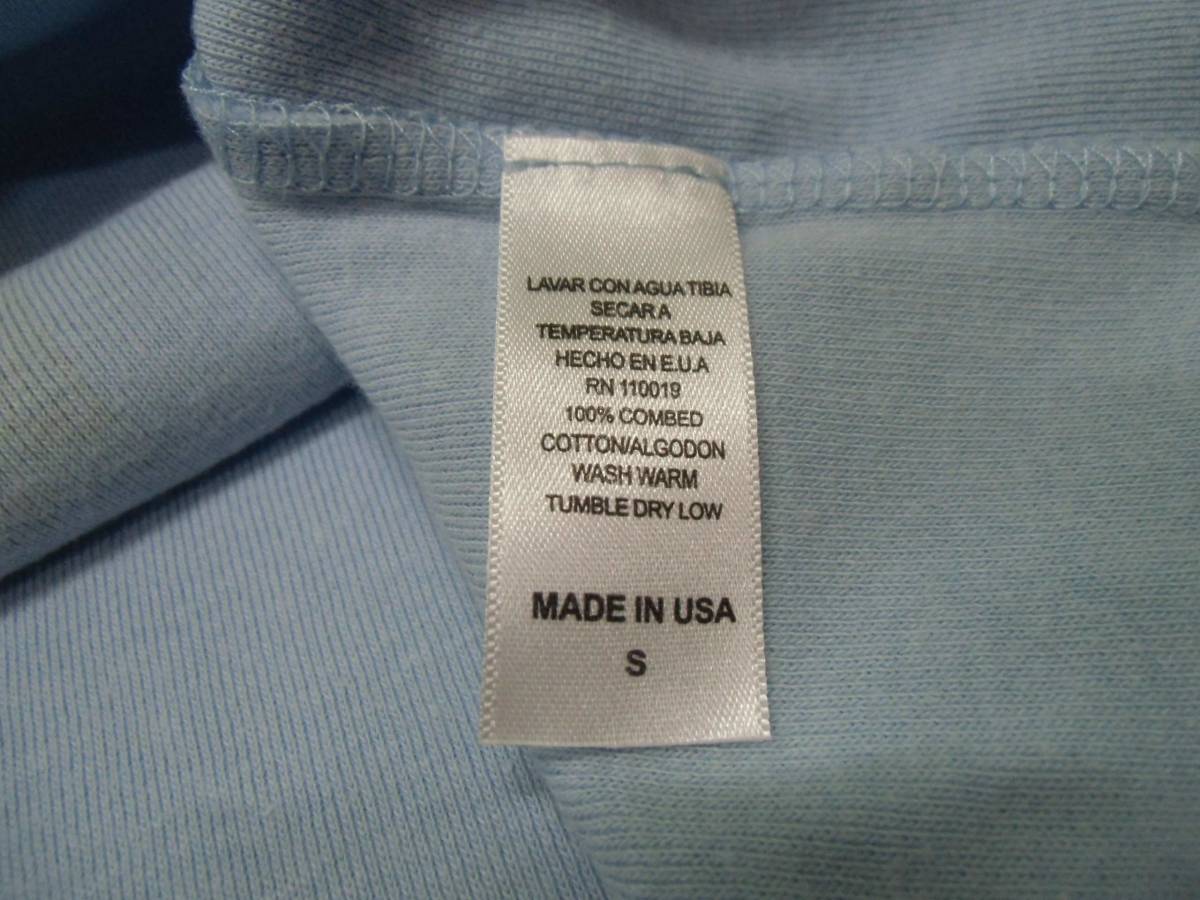 LAVAR CON AGUA TIBIA
SECAR A
TEMPERATURA BAJA
HECHO EN E.U.A
RN 110019
100% COMBED
COTTON/ALGODON
WASH WARM
TUMBLE DRY LOW
MADE IN USA
S